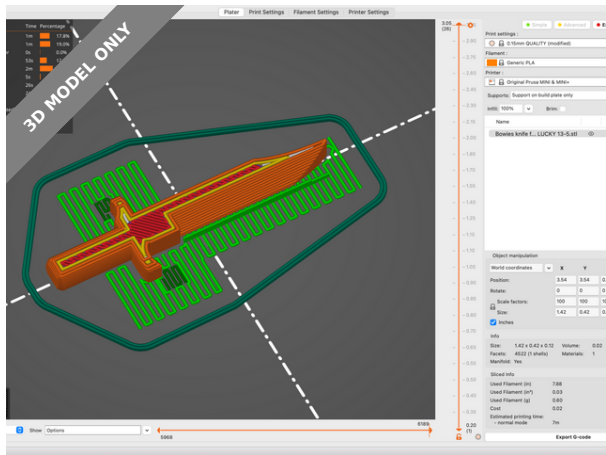 Plater Print Settings Filament Settings Printer Settings
3D MODEL ONLY
Time Percentage
1m 17.8%
1m 19.0%
0s 0.0%
53s
2m
5s
3.05
(20)
Simple Advanced
Print settings :
0.15mm QUALITY (modified)
Filament :
Generic PLA
Printer :
Original Prusa MINI & MINI+
Supports: Support on build plate only
Infill: 100% Brim:
Name
Bowies knife f... LUCKY 13-5.stl
Object manipulation
World coordinates X Y
Position: 3.54 3.54
Rotate: 0 0
Scale factors: 100 100
Size: 1.42 0.42
Inches
Info
Size: 1.42 x 0.42 x 0.12 Volume: 0.02
Facets: 4522 (1 shells) Materials: 1
Manifold: Yes
Sliced Info
Used Filament (in) 7.88
Used Filament (in³) 0.03
Used Filament (g) 0.60
Cost 0.02
Estimated printing time:
- normal mode 7m
0.20
(1)
Show Options
5968
6189
Export G-code